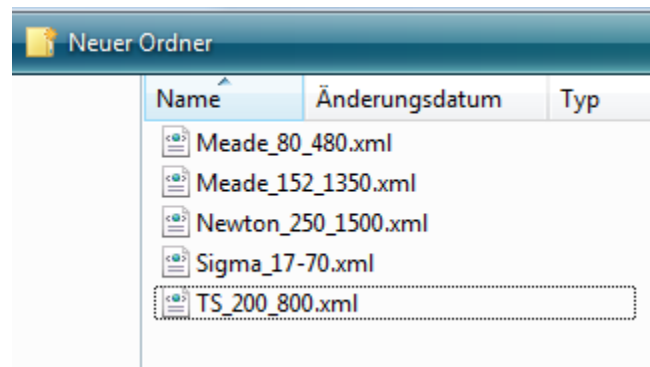 Neuer Ordner
Name Änderungsdatum Typ
Meade_80_480.xml
Meade_152_1350.xml
Newton_250_1500.xml
Sigma_17-70.xml
TS_200_800.xml